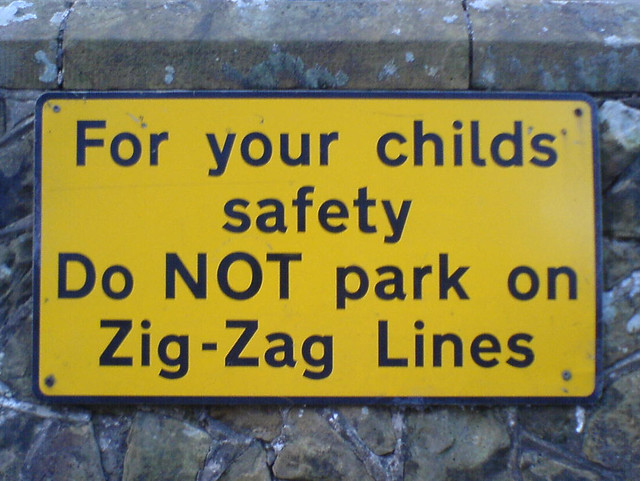 For your childs
safety
Do NOT park on
Zig-Zag Lines